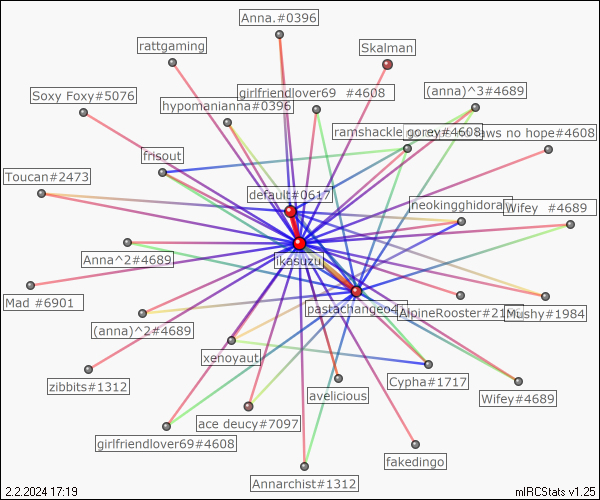 Anna.#0396
rattgaming
Skalman
girlfriendlover69 #4608
(anna)^3#4689
Soxy Foxy#5076
hypomanianna#0396
ramshackle gorey#4608
aws no hope#4608
frisout
Toucan#2473
default#0617
neokingghidora
Wifey #4689
Anna^2#4689
ikasuzu
Mad #6901
pastachangeo4
AlpineRooster#21
Mushy#1984
(anna)^2#4689
xenoyaut
zibbits#1312
Cypha#1717
avelicious
Wifey#4689
ace deucy#7097
girlfriendlover69#4608
fakedingo
Annarchist#1312
2.2.2024 17:19
mIRCStats v1.25